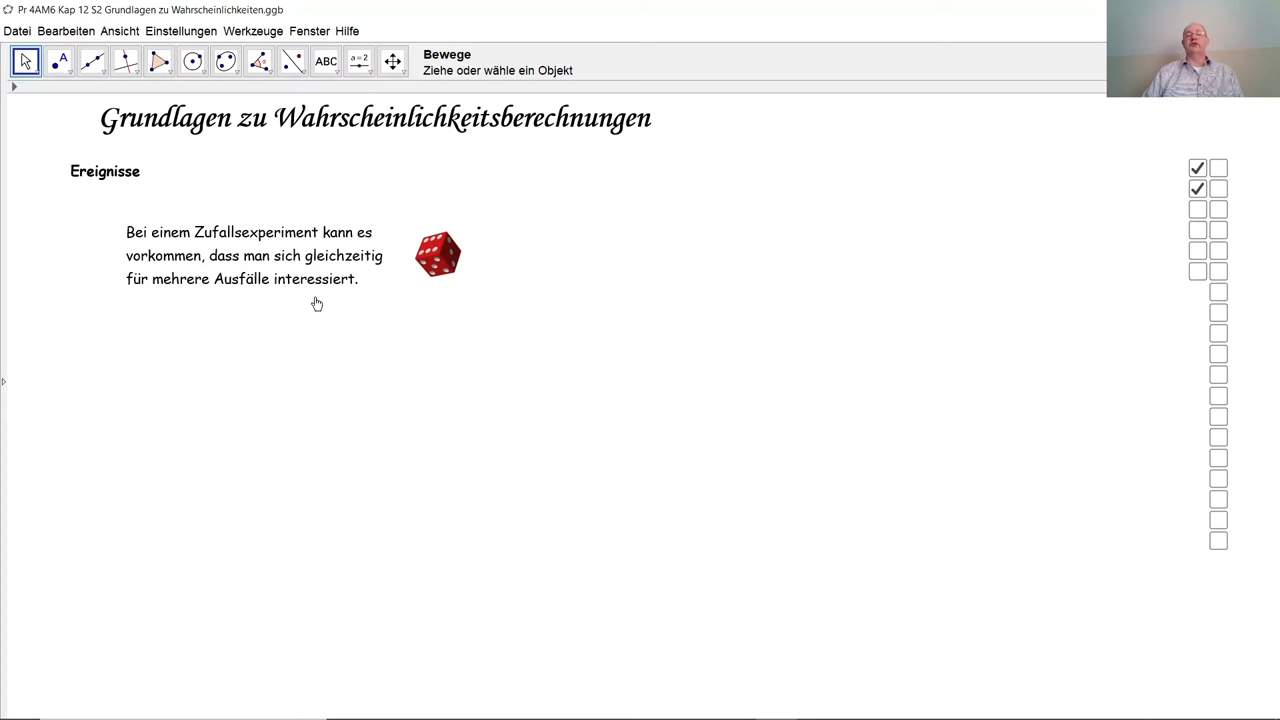 Pr 4AM6 Kap 12 S2 Grundlagen zu Wahrscheinlichkeiten.ggb
Datei Bearbeiten Ansicht Einstellungen Werkzeuge Fenster Hilfe
A
ABC
a=2
Bewege
Ziehe oder wähle ein Objekt
Grundlagen zu Wahrscheinlichkeitsberechnungen
Ereignisse
Bei einem Zufallsexperiment kann es
vorkommen, dass man sich gleichzeitig
für mehrere Ausfälle interessiert.